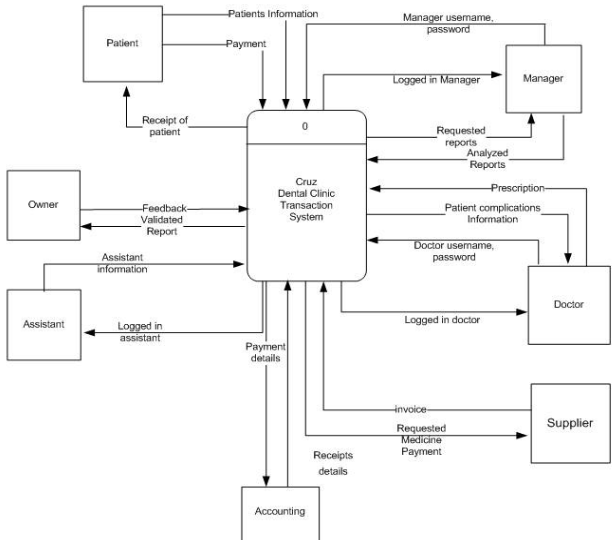 Patients Information
Manager username,
password
Patient
Payment
Logged in Manager
Manager
Receipt of
patient
0
Requested
reports
Analyzed
Reports
Cruz
Dental Clinic
Transaction
System
Prescription
Owner
Feedback
Validated
Report
Patient complications
Information
Doctor username,
password
Assistant
information
Doctor
Assistant
Logged in
assistant
Logged in doctor
Payment
details
invoice
Supplier
Requested
Medicine
Payment
Receipts
details
Accounting